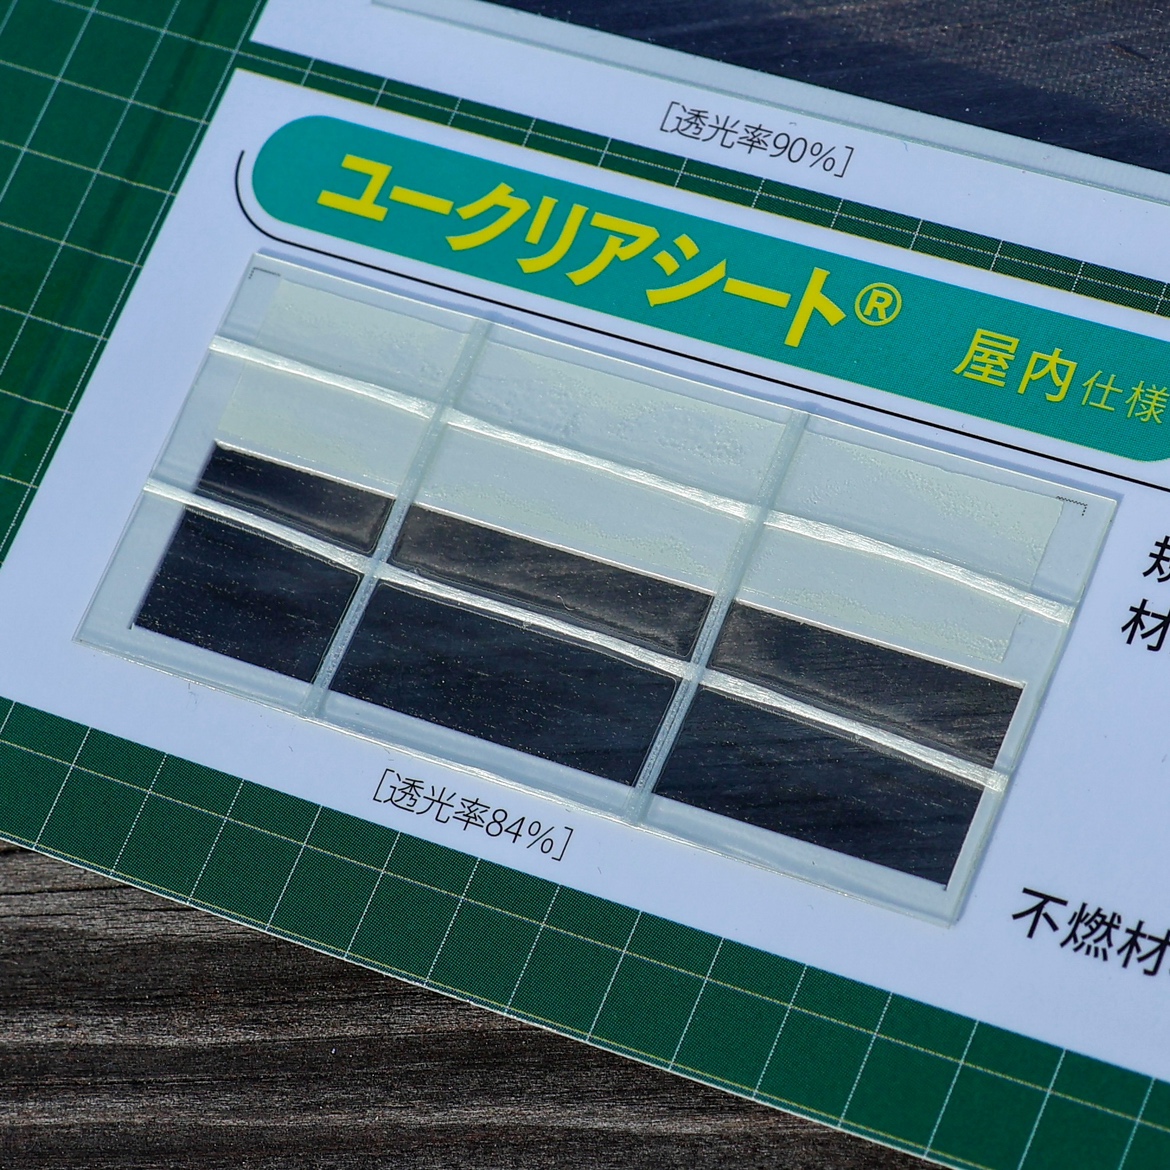 [透光率90%]
ユークリアシート® 屋内仕様
材
[透光率84%]
不燃材